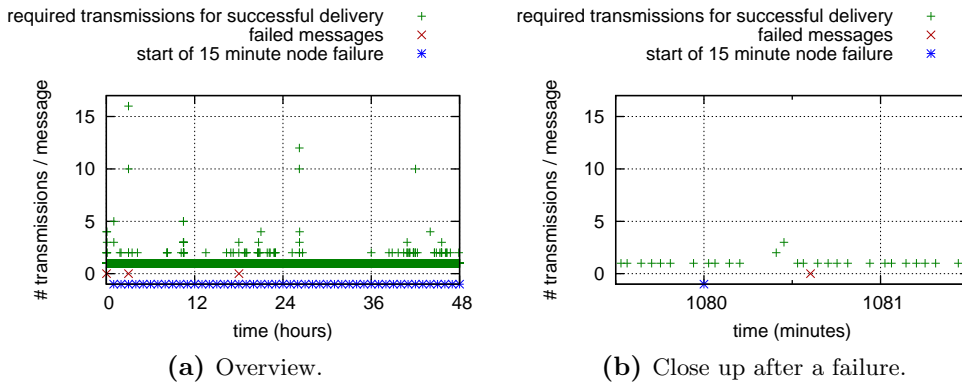 required transmissions for successful delivery
failed messages
start of 15 minute node failure
# transmissions / message
15
10
5
0
0
12
24
36
48
time (hours)
(a) Overview.
required transmissions for successful delivery
failed messages
start of 15 minute node failure
# transmissions / message
15
10
5
0
1080
1081
time (minutes)
(b) Close up after a failure.